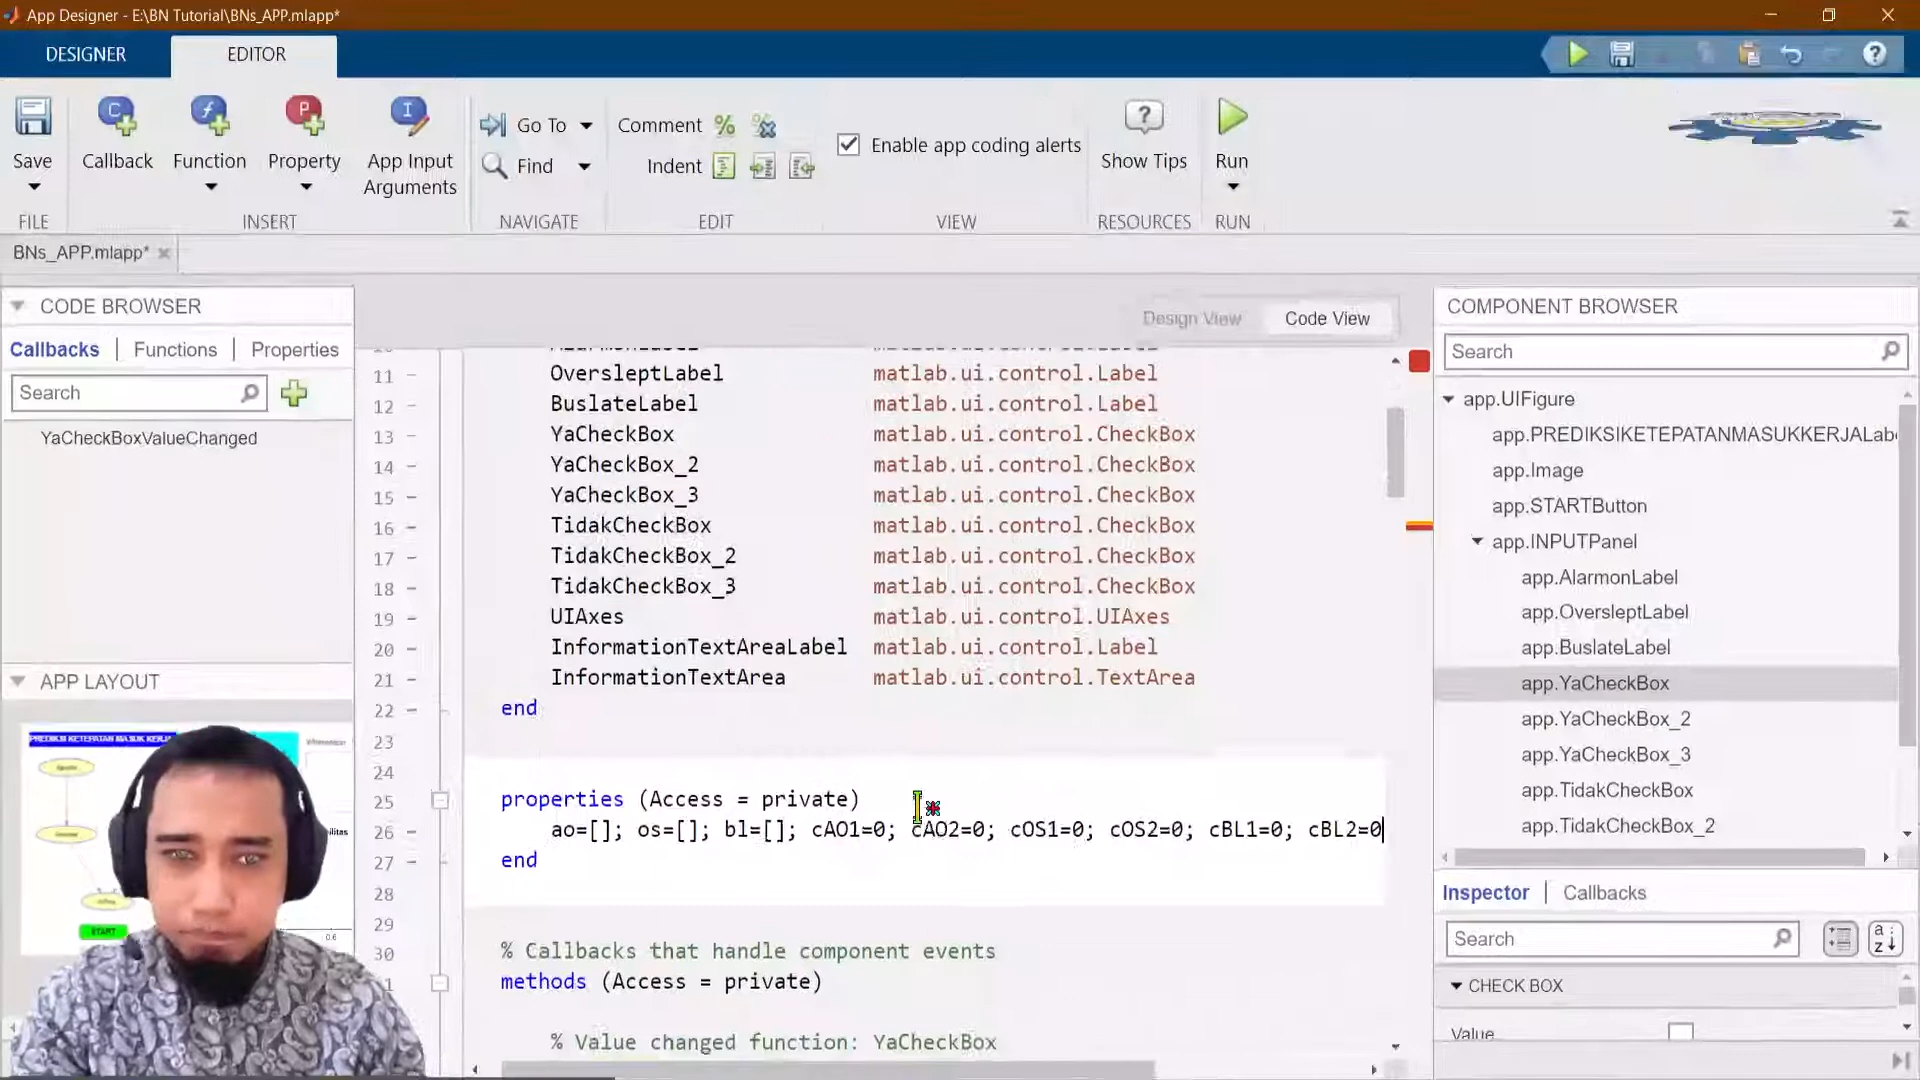 App Designer - E:\BN Tutorial\BNs_APP.mlapp*
DESIGNER
EDITOR
Save
Callback
Function
Property
App Input
Arguments
Go To
Find
Comment
Indent
Enable app coding alerts
Show Tips
Run
FILE
INSERT
NAVIGATE
EDIT
VIEW
RESOURCES
RUN
BNs_APP.mlapp*
CODE BROWSER
Callbacks
Functions
Properties
Search
YaCheckBoxValueChanged
APP LAYOUT
PREDIKSI KETEPATAN MASUK KERJA
START
0.6
Design View
Code View
11 OversleptLabel matlab.ui.control.Label
12 BuslateLabel matlab.ui.control.Label
13 YaCheckBox matlab.ui.control.CheckBox
14 YaCheckBox_2 matlab.ui.control.CheckBox
15 YaCheckBox_3 matlab.ui.control.CheckBox
16 TidakCheckBox matlab.ui.control.CheckBox
17 TidakCheckBox_2 matlab.ui.control.CheckBox
18 TidakCheckBox_3 matlab.ui.control.CheckBox
19 UIAxes matlab.ui.control.UIAxes
20 InformationTextAreaLabel matlab.ui.control.Label
21 InformationTextArea matlab.ui.control.TextArea
22 end
23
24
25 properties (Access = private)
26 ao=[]; os=[]; bl=[]; cAO1=0; cAO2=0; cOS1=0; cOS2=0; cBL1=0; cBL2=0
27 end
28
29
30 % Callbacks that handle component events
methods (Access = private)
% Value changed function: YaCheckBox
COMPONENT BROWSER
Search
app.UIFigure
app.PREDIKSIKETEPATANMASUKKERJALabe
app.Image
app.STARTButton
app.INPUTPanel
app.AlarmonLabel
app.OversleptLabel
app.BuslateLabel
app.YaCheckBox
app.YaCheckBox_2
app.YaCheckBox_3
app.TidakCheckBox
app.TidakCheckBox_2
Inspector
Callbacks
Search
CHECK BOX
Value